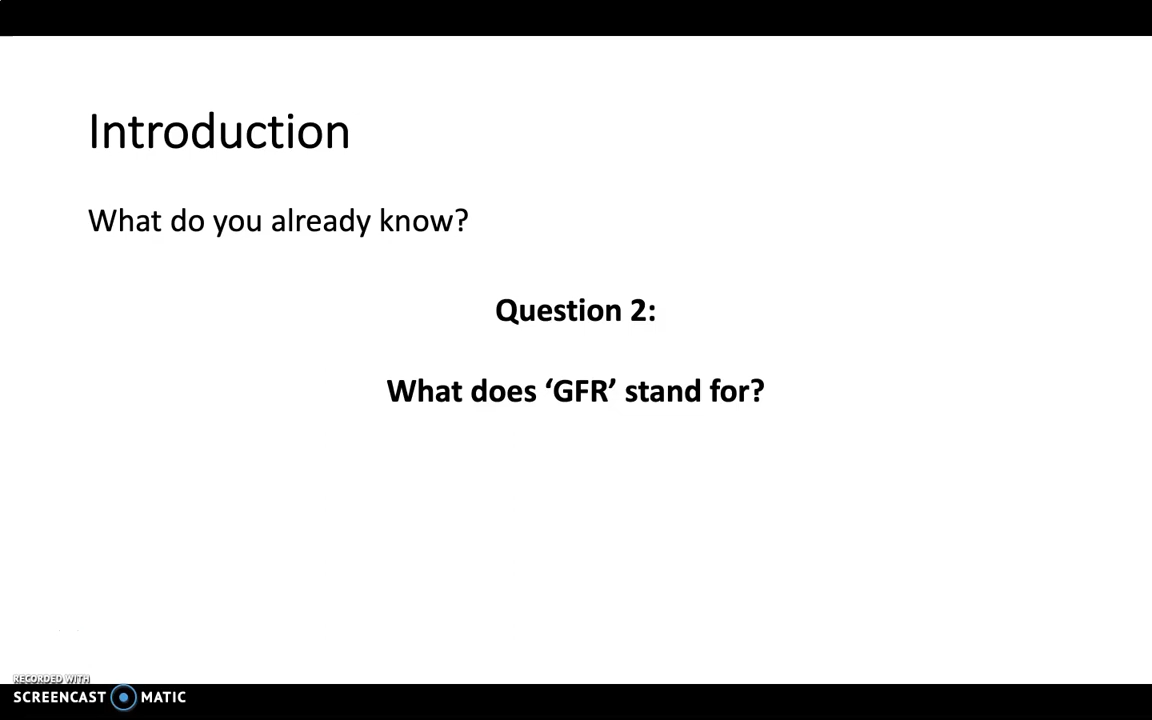 Introduction
What do you already know?
Question 2:
What does ‘GFR’ stand for?
RECORDED WITH
SCREENCAST MATIC